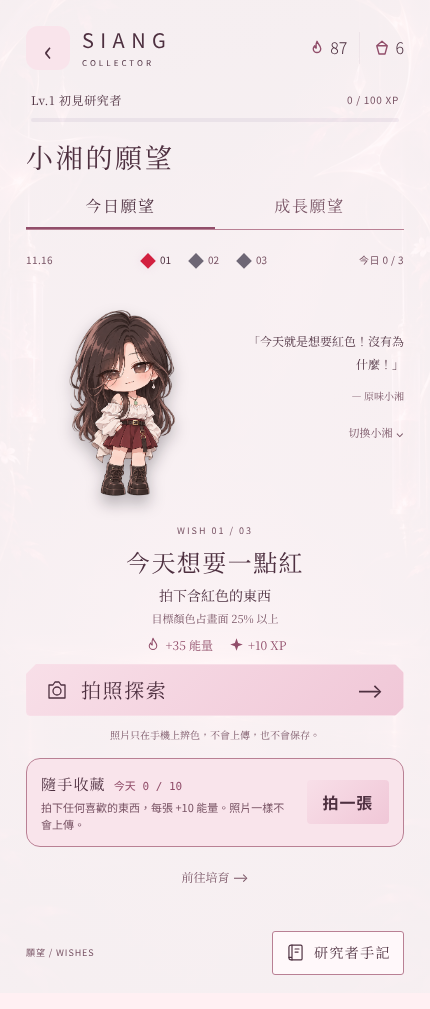 SIANG
COLLECTOR
87
6
Lv.1 初見研究者
0 / 100 XP
小湘的願望
今日願望
成長願望
11.16
01
02
03
今日 0 / 3
「今天就是想要紅色！沒有為
什麼！」
— 原味小湘
切換小湘
WISH 01 / 03
今天想要一點紅
拍下含紅色的東西
目標顏色占畫面 25% 以上
+35 能量
+10 XP
拍照探索
照片只在手機上辨色，不會上傳，也不會保存。
隨手收藏 今天 0 / 10
拍下任何喜歡的東西，每張 +10 能量。照片一樣不
會上傳。
拍一張
前往培育 →
願望 / WISHES
研究者手記